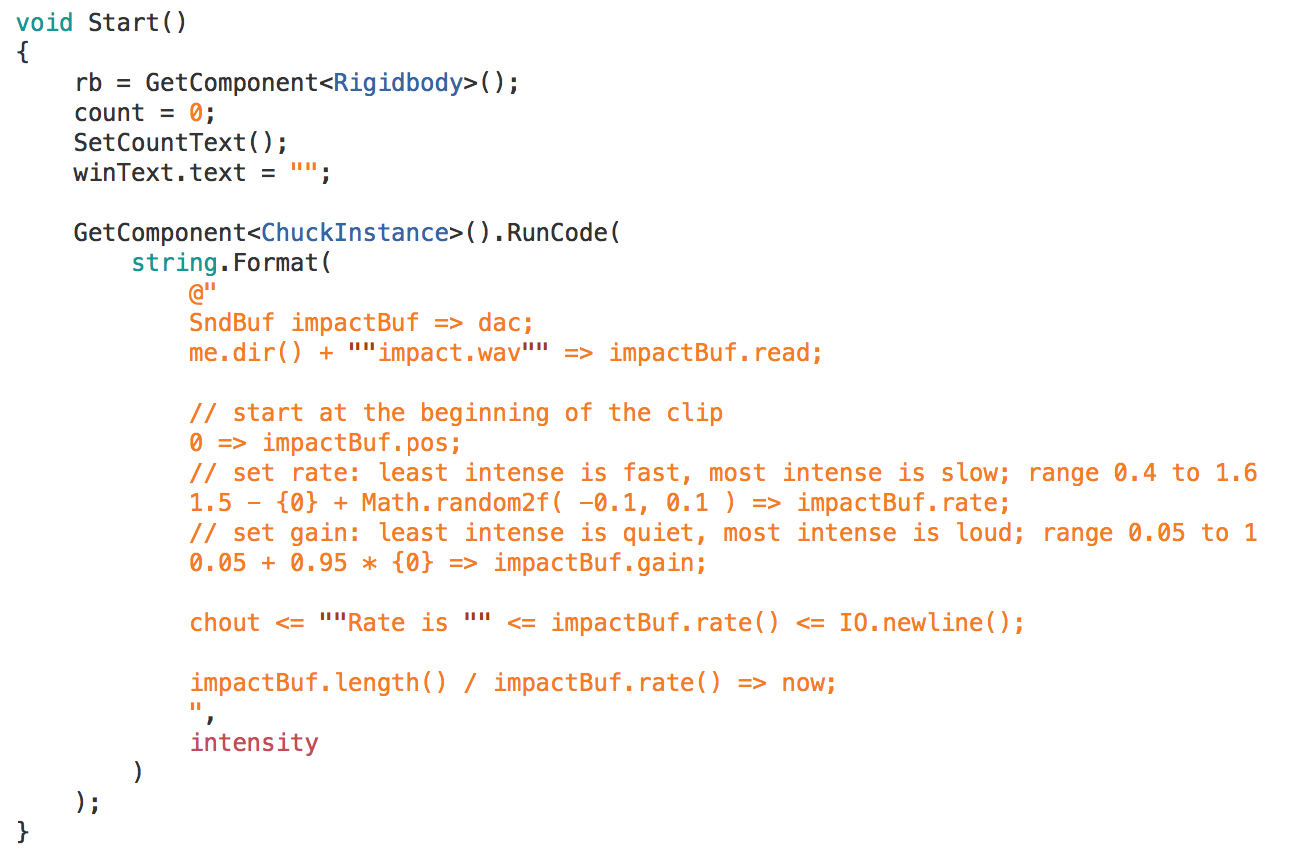 void Start()
{
    rb = GetComponent<Rigidbody>();
    count = 0;
    SetCountText();
    winText.text = "";

    GetComponent<ChuckInstance>().RunCode(
        string.Format(
            @"
            SndBuf impactBuf => dac;
            me.dir() + ""impact.wav"" => impactBuf.read;

            // start at the beginning of the clip
            0 => impactBuf.pos;
            // set rate: least intense is fast, most intense is slow; range 0.4 to 1.6
            1.5 - {0} + Math.random2f( -0.1, 0.1 ) => impactBuf.rate;
            // set gain: least intense is quiet, most intense is loud; range 0.05 to 1
            0.05 + 0.95 * {0} => impactBuf.gain;

            chout <= ""Rate is "" <= impactBuf.rate() <= IO.newline();

            impactBuf.length() / impactBuf.rate() => now;
            ",
            intensity
        )
    );
}